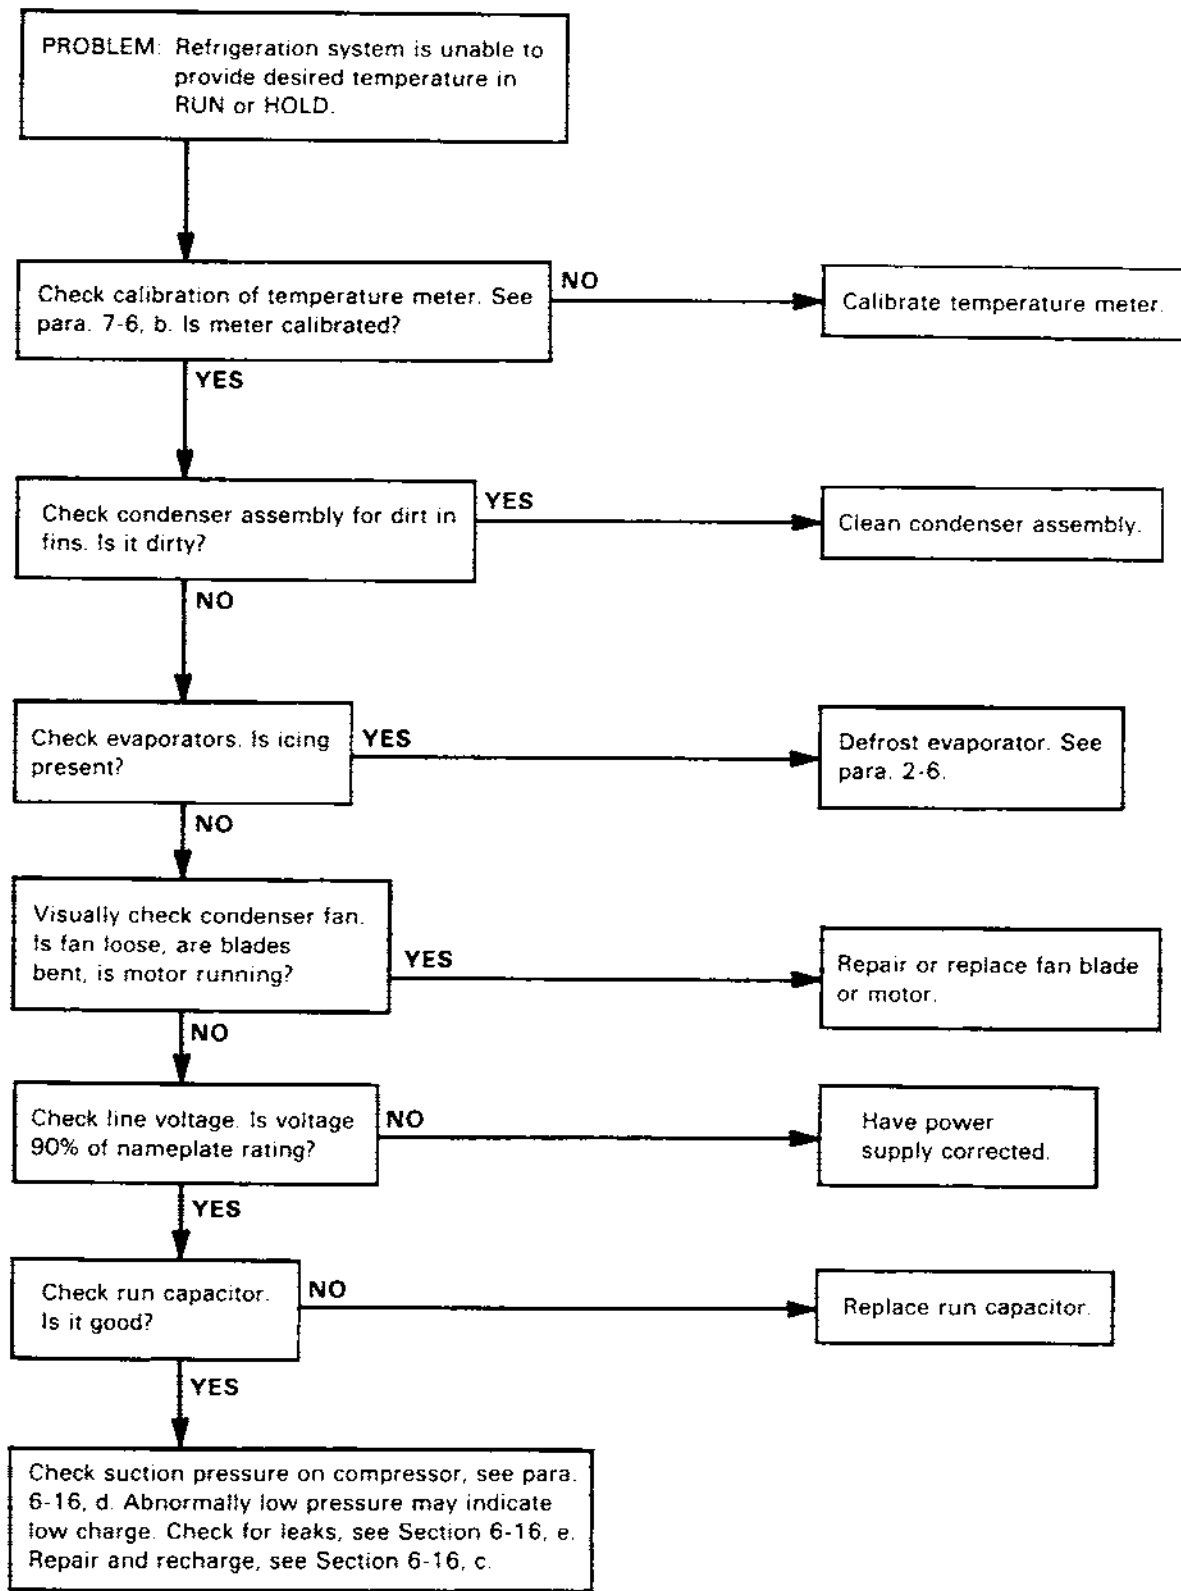 PROBLEM: Refrigeration system is unable to
provide desired temperature in
RUN or HOLD.
Check calibration of temperature meter. See
para. 7-6, b. Is meter calibrated?
NO
Calibrate temperature meter.
YES
Check condenser assembly for dirt in
fins. Is it dirty?
YES
Clean condenser assembly.
NO
Check evaporators. Is icing
present?
YES
Defrost evaporator. See
para. 2-6.
NO
Visually check condenser fan.
Is fan loose, are blades
bent, is motor running?
YES
Repair or replace fan blade
or motor.
NO
Check line voltage. Is voltage
90% of nameplate rating?
NO
Have power
supply corrected.
YES
Check run capacitor.
Is it good?
NO
Replace run capacitor.
YES
Check suction pressure on compressor, see para.
6-16, d. Abnormally low pressure may indicate
low charge. Check for leaks, see Section 6-16, e.
Repair and recharge, see Section 6-16, c.